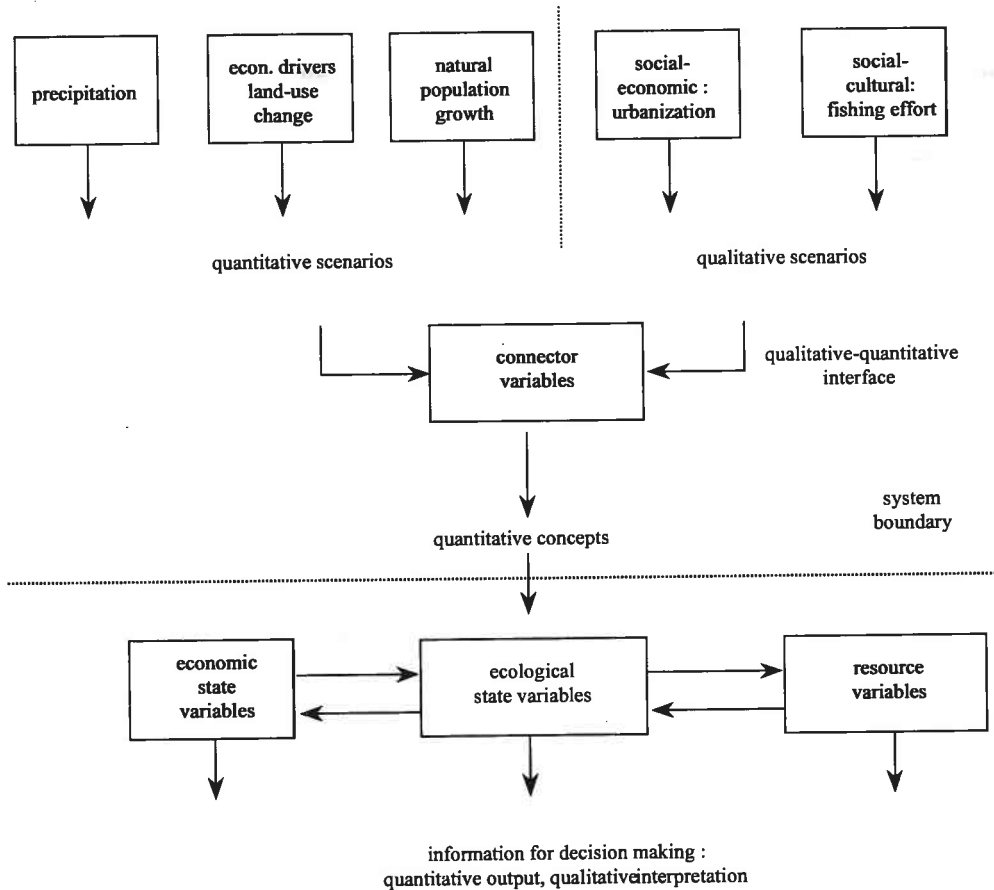 precipitation
econ. drivers
land-use
change
natural
population
growth
social-
economic :
urbanization
social-
cultural:
fishing effort
quantitative scenarios
qualitative scenarios
connector
variables
qualitative-quantitative
interface
system
boundary
quantitative concepts
economic
state
variables
ecological
state variables
resource
variables
information for decision making :
quantitative output, qualitativeinterpretation